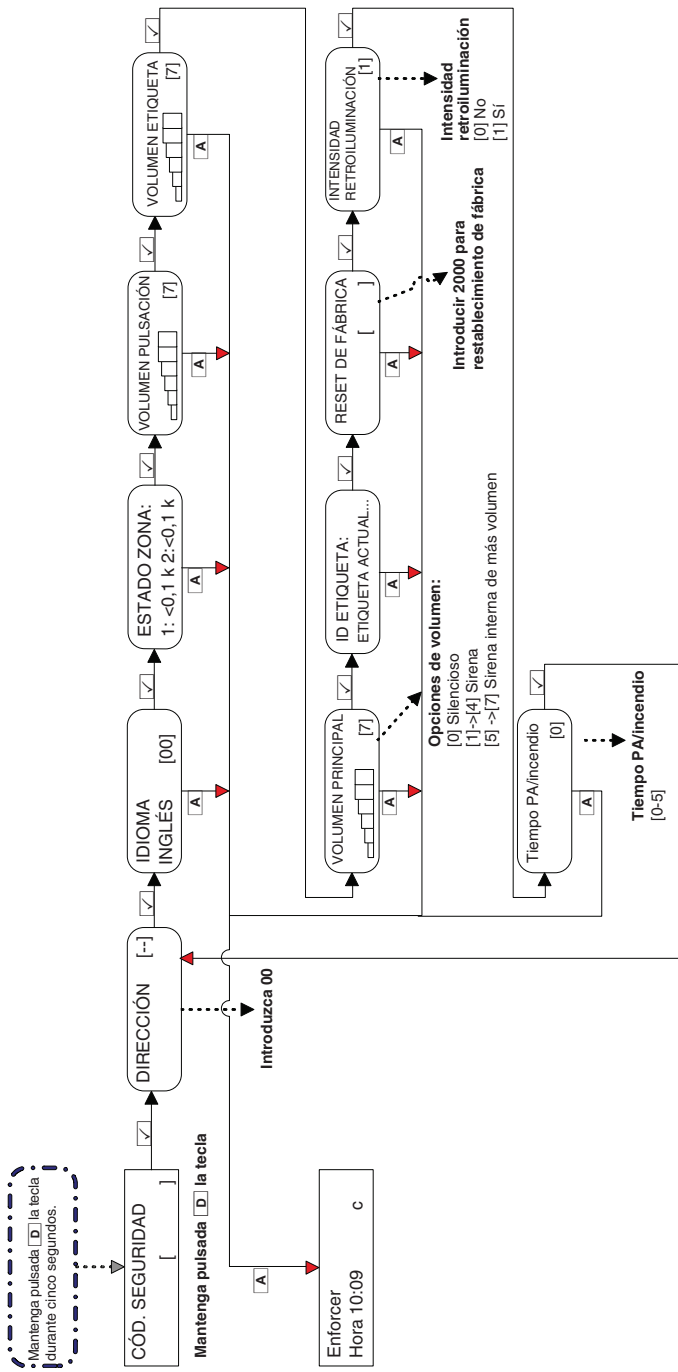 Mantenga pulsada D la tecla
durante cinco segundos.
CÓD. SEGURIDAD
[ ]
Mantenga pulsada D la tecla
✓
DIRECCIÓN [--]
Introduzca 00
✓
IDIOMA
INGLÉS [00]
A
✓
ESTADO ZONA:
1: <0,1 k 2:<0,1 k
A
✓
VOLUMEN PULSACIÓN
[7]
A
✓
VOLUMEN ETIQUETA
[7]
A
✓
A
Enforcer
Hora 10:09 c
VOLUMEN PRINCIPAL
[7]
A
Opciones de volumen:
[0] Silencioso
[1]->[4] Sirena
[5] ->[7] Sirena interna de más volumen
✓
ID ETIQUETA:
ETIQUETA ACTUAL...
A
✓
RESET DE FÁBRICA
[ ]
A
Introducir 2000 para
restablecimiento de fábrica
✓
INTENSIDAD
RETROILUMINACIÓN
[1]
A
✓
Intensidad
retroiluminación
[0] No
[1] Sí
Tiempo PA/incendio
[0]
A
✓
Tiempo PA/incendio
[0-5]